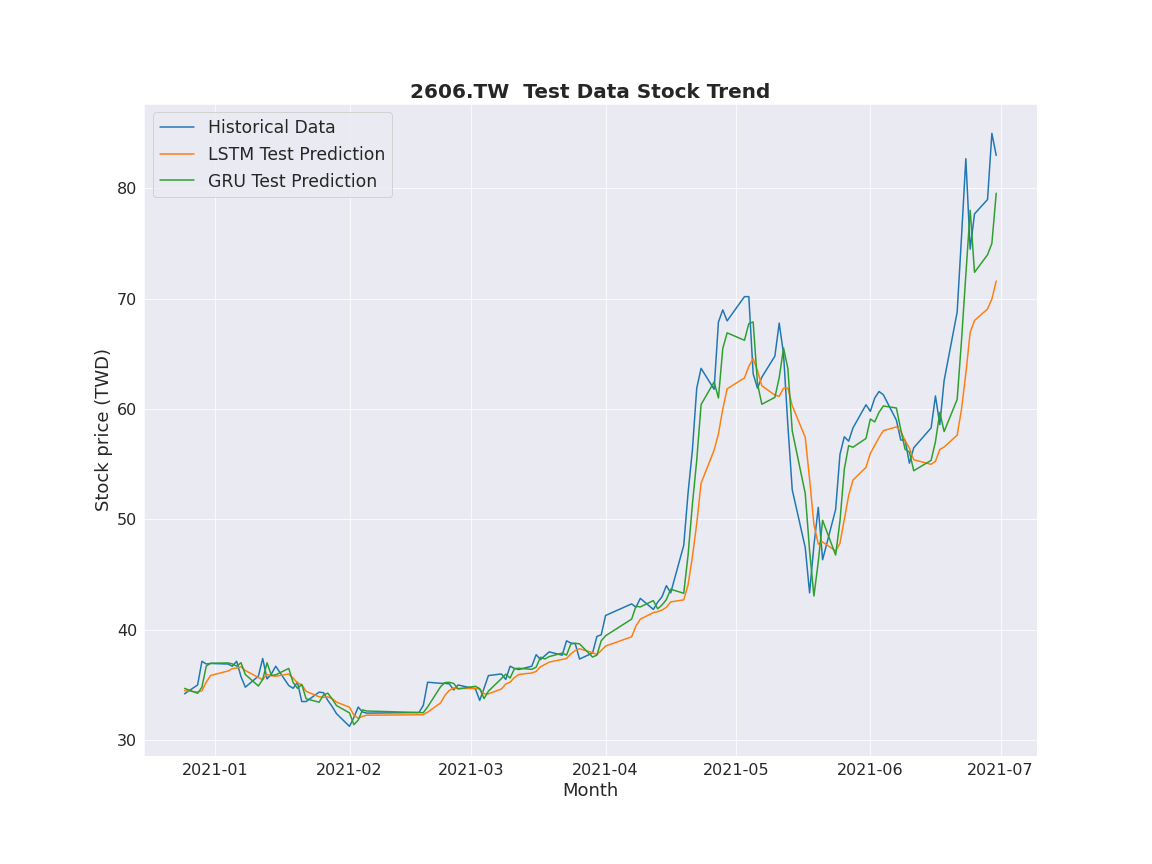 2606.TW  Test Data Stock Trend
Historical Data
LSTM Test Prediction
GRU Test Prediction
Stock price (TWD)
80
70
60
50
40
30
2021-01
2021-02
2021-03
2021-04
2021-05
2021-06
2021-07
Month